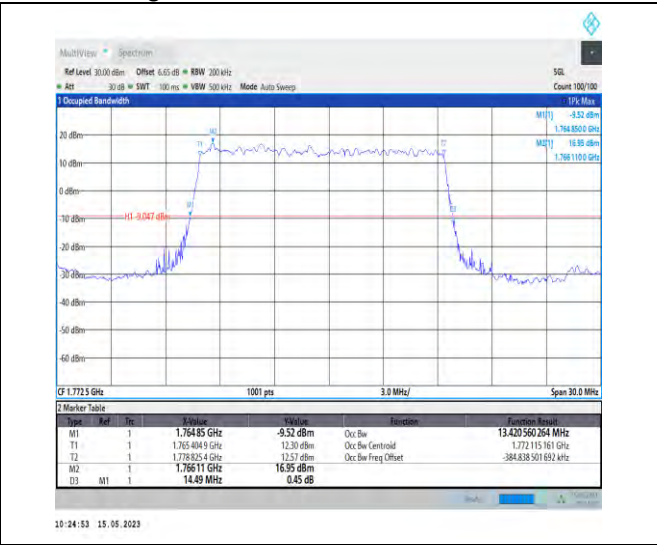 MultiView Spectrum
Ref Level 30.00 dBm Offset 6.65 dB RBW 200 kHz SGL
Att 30 dB SWT 100 ms VBW 500 kHz Mode Auto Sweep Count 100/100
1 Occupied Bandwidth 1Pk Max
M1[1] -9.52 dBm
1.764 850 0 GHz
M2[1] 16.95 dBm
1.766 110 0 GHz
20 dBm
M2
T1 T2
10 dBm
0 dBm
M1 D3
-10 dBm H1 -9.047 dBm
-20 dBm
-30 dBm
-40 dBm
-50 dBm
-60 dBm
CF 1.772 5 GHz 1001 pts 3.0 MHz/ Span 30.0 MHz
2 Marker Table
Type Ref Trc X-Value Y-Value Function Function Result
M1 1 1.764 85 GHz -9.52 dBm Occ Bw 13.420 560 264 MHz
T1 1 1.765 404 9 GHz 12.30 dBm Occ Bw Centroid 1.772 115 161 GHz
T2 1 1.778 825 4 GHz 12.57 dBm Occ Bw Freq Offset -384.838 501 692 kHz
M2 1 1.766 11 GHz 16.95 dBm
D3 M1 1 14.49 MHz 0.45 dB
10:24:53 15.05.2023